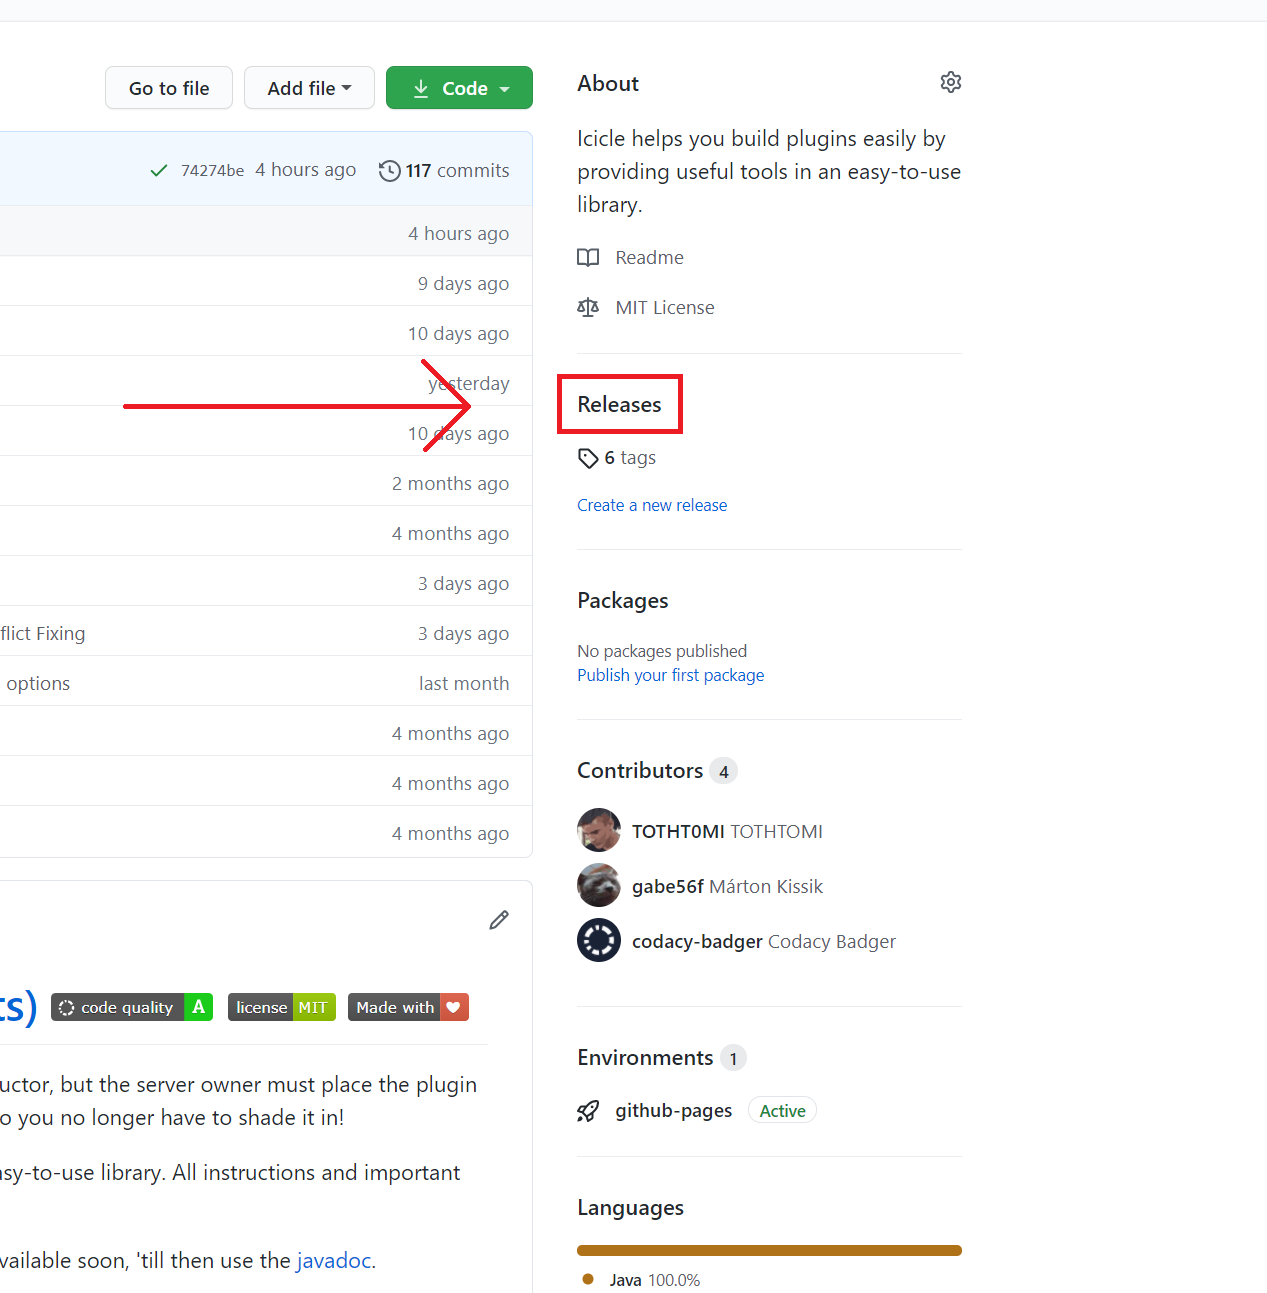 Go to file
Add file
Code
74274be 4 hours ago 117 commits
4 hours ago
9 days ago
10 days ago
yesterday
10 days ago
2 months ago
4 months ago
3 days ago
flict Fixing 3 days ago
options last month
4 months ago
4 months ago
4 months ago
ts) code quality A license MIT Made with
uctor, but the server owner must place the plugin
o you no longer have to shade it in!
asy-to-use library. All instructions and important
vailable soon, 'till then use the javadoc.
About
Icicle helps you build plugins easily by
providing useful tools in an easy-to-use
library.
Readme
MIT License
Releases
6 tags
Create a new release
Packages
No packages published
Publish your first package
Contributors 4
TOTHT0MI TOTHTOMI
gabe56f Márton Kissik
codacy-badger Codacy Badger
Environments 1
github-pages Active
Languages
Java 100.0%